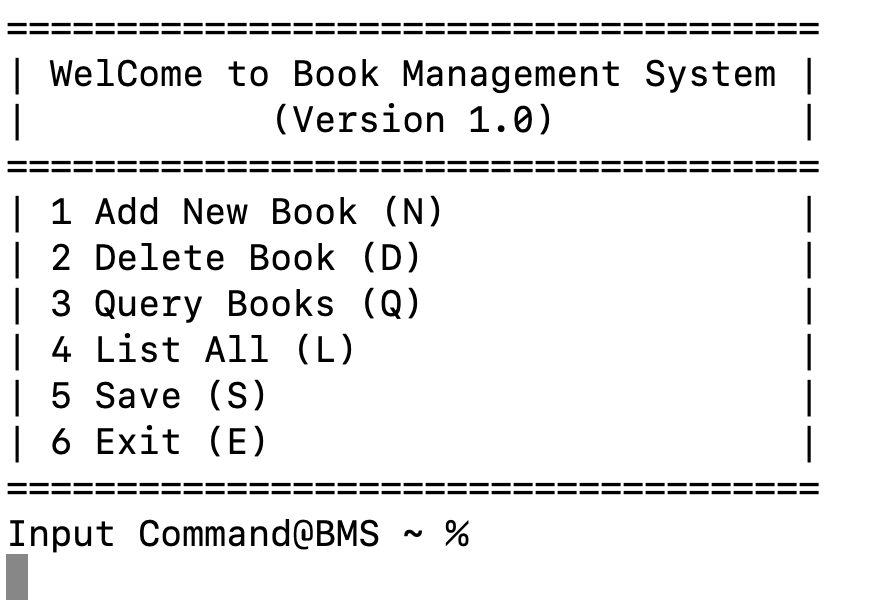 =====================================
| WelCome to Book Management System |
|            (Version 1.0)           |
=====================================
| 1 Add New Book (N)                 |
| 2 Delete Book (D)                  |
| 3 Query Books (Q)                  |
| 4 List All (L)                     |
| 5 Save (S)                         |
| 6 Exit (E)                         |
=====================================
Input Command@BMS ~ %